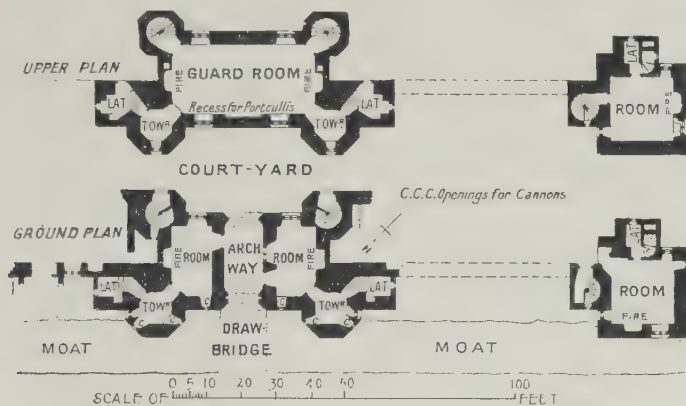 UPPER PLAN
LAT
FIRE
GUARD ROOM
FIRE
LAT
Recess for Portcullis
TOWR
TOWR
LAT
ROOM
FIRE
COURT-YARD
C.C.C. Openings for Cannons
GROUND PLAN
FIRE
ROOM
ARCH
WAY
ROOM
FIRE
N
LAT
TOWR
C
C
TOWR
LAT
C
C
C
C
LAT
ROOM
FIRE
MOAT
DRAW-
BRIDGE
MOAT
SCALE OF
0 5 10 20 30 40 50 100
FEET